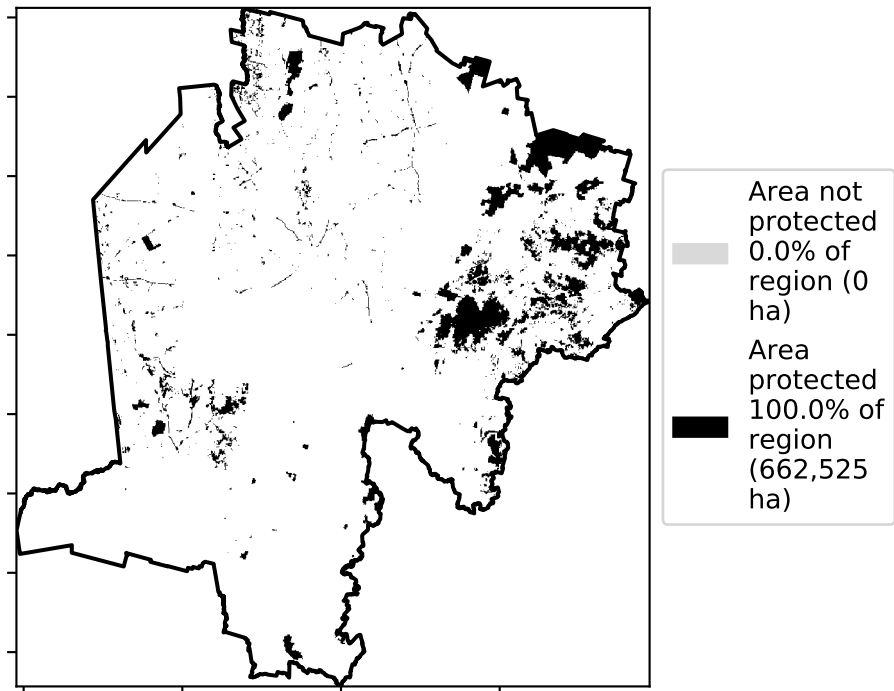 Area not
protected
0.0% of
region (0
ha)
Area
protected
100.0% of
region
(662,525
ha)